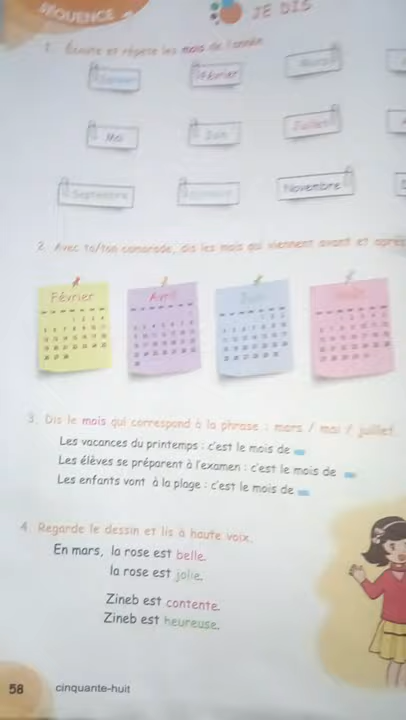 SEQUENCE
JE DIS
1. Écoute et répète les mois de l'année.
Février
Mars
Mai
Juin
Juillet
Septembre
Novembre
2. Avec ta/ton camarade, dis les mois qui viennent avant et après
Février
Avril
3. Dis le mois qui correspond à la phrase : mars / mai / juillet.
Les vacances du printemps : c'est le mois de
Les élèves se préparent à l'examen : c'est le mois de
Les enfants vont à la plage : c'est le mois de
4. Regarde le dessin et lis à haute voix.
En mars, la rose est belle.
la rose est jolie.
Zineb est contente.
Zineb est heureuse.
58
cinquante-huit